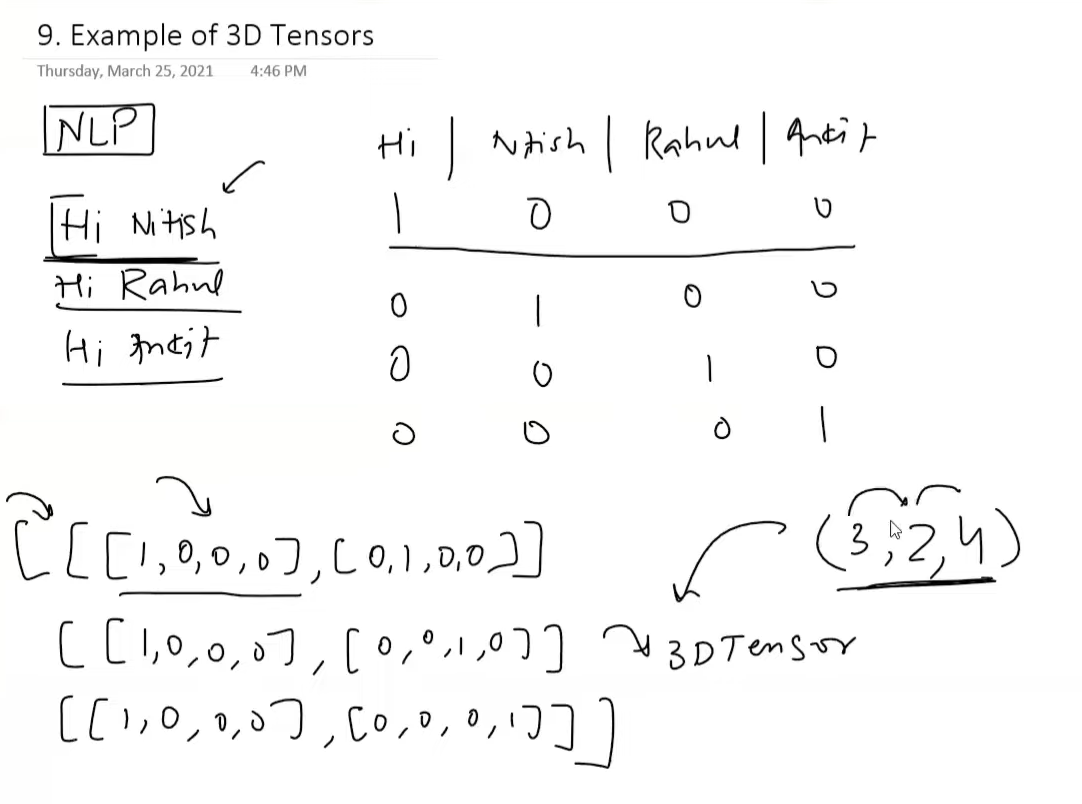 9. Example of 3D Tensors
Thursday, March 25, 2021 4:46 PM
NLP
Hi Nitish
Hi Rahul
Hi Ankit
Hi | Nitish | Rahul | Ankit
1 0 0 0
0 1 0 0
0 0 1 0
0 0 0 1
[[[1,0,0,0],[0,1,0,0]]
[[1,0,0,0],[0,0,1,0]]
[[1,0,0,0],[0,0,0,1]]]
(3,2,4)
3D Tensor